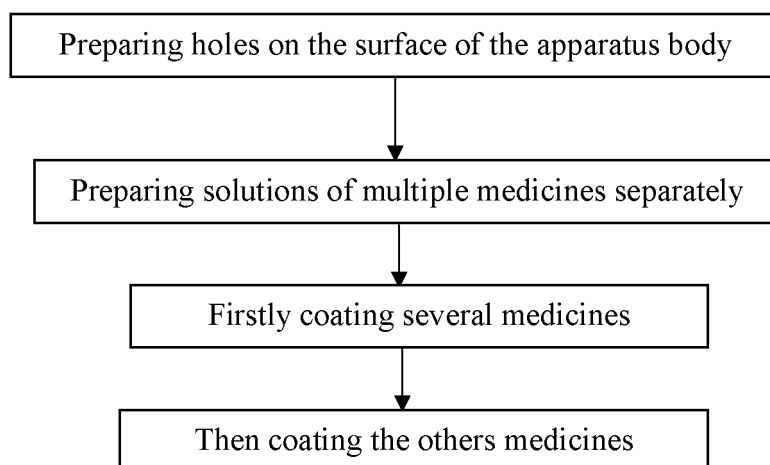 Preparing holes on the surface of the apparatus body
Preparing solutions of multiple medicines separately
Firstly coating several medicines
Then coating the others medicines